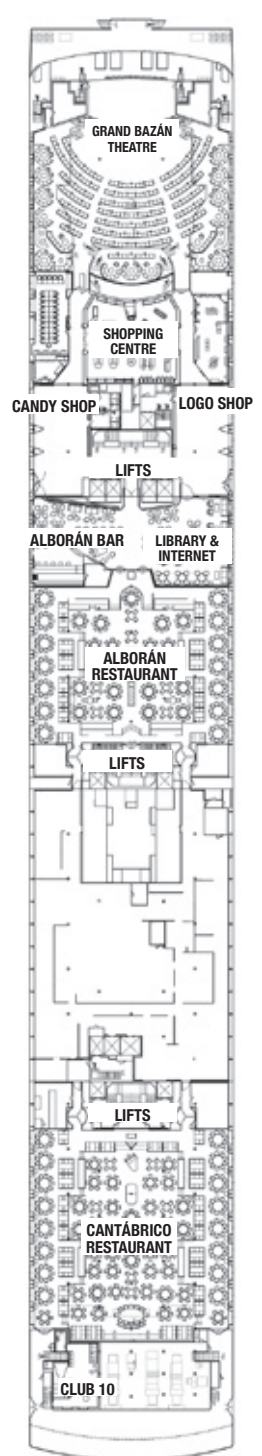 GRAND BAZÁN
THEATRE
SHOPPING
CENTRE
CANDY SHOP
LOGO SHOP
LIFTS
ALBORÁN BAR
LIBRARY &
INTERNET
ALBORÁN
RESTAURANT
LIFTS
LIFTS
CANTÁBRICO
RESTAURANT
CLUB 10